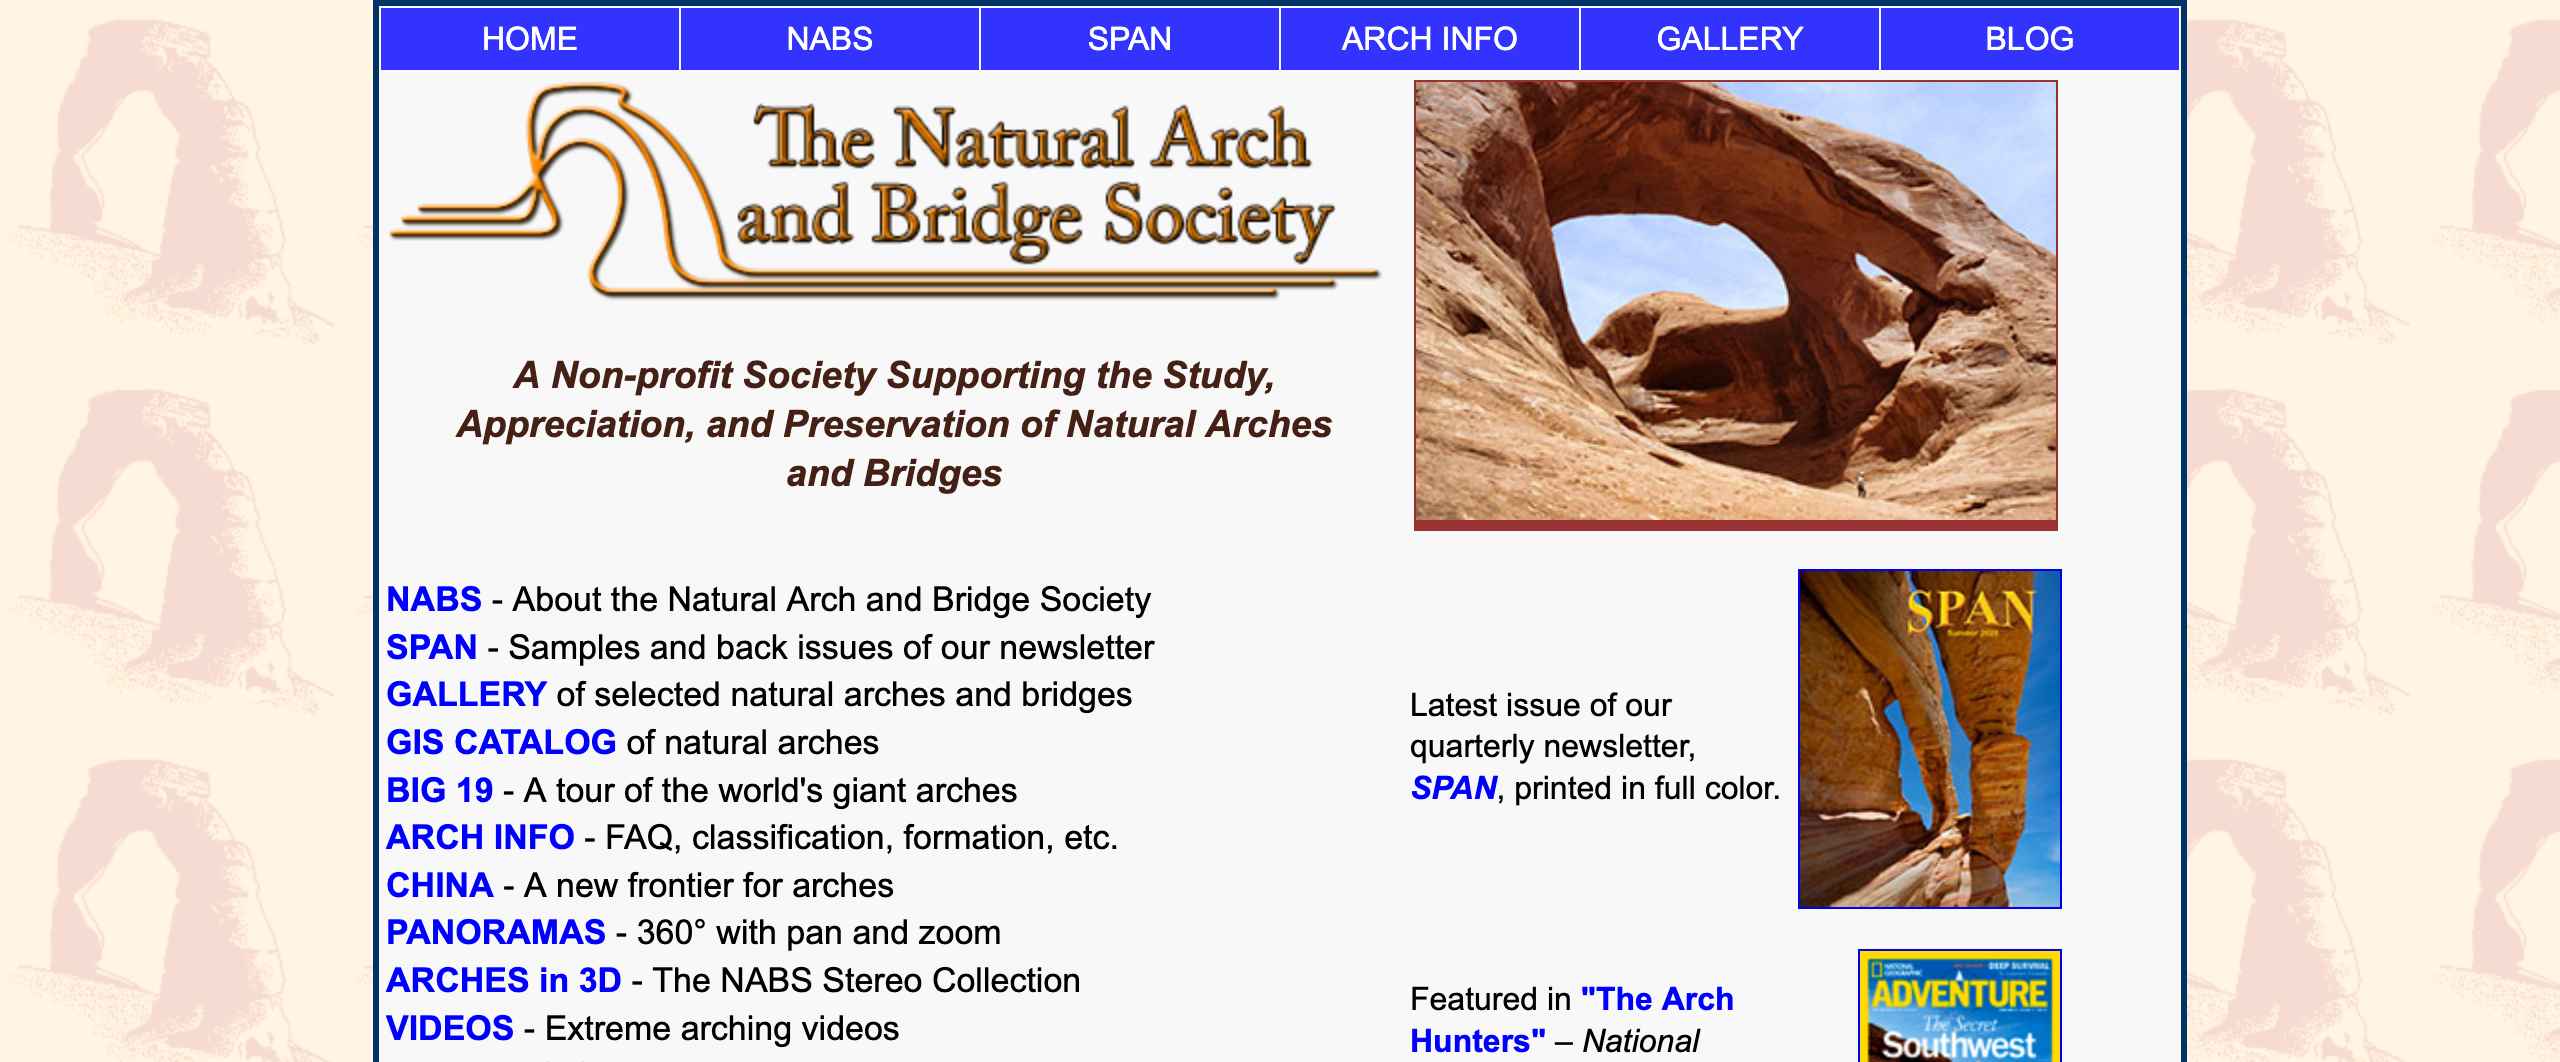 HOME NABS SPAN ARCH INFO GALLERY BLOG
The Natural Arch
and Bridge Society
A Non-profit Society Supporting the Study,
Appreciation, and Preservation of Natural Arches
and Bridges
NABS - About the Natural Arch and Bridge Society
SPAN - Samples and back issues of our newsletter
GALLERY of selected natural arches and bridges
GIS CATALOG of natural arches
BIG 19 - A tour of the world's giant arches
ARCH INFO - FAQ, classification, formation, etc.
CHINA - A new frontier for arches
PANORAMAS - 360° with pan and zoom
ARCHES in 3D - The NABS Stereo Collection
VIDEOS - Extreme arching videos
SPAN
Latest issue of our
quarterly newsletter,
SPAN, printed in full color.
NATIONAL
GEOGRAPHIC
DEEP SURVIVAL
ADVENTURE
The Secret
Southwest
Featured in "The Arch
Hunters" – National